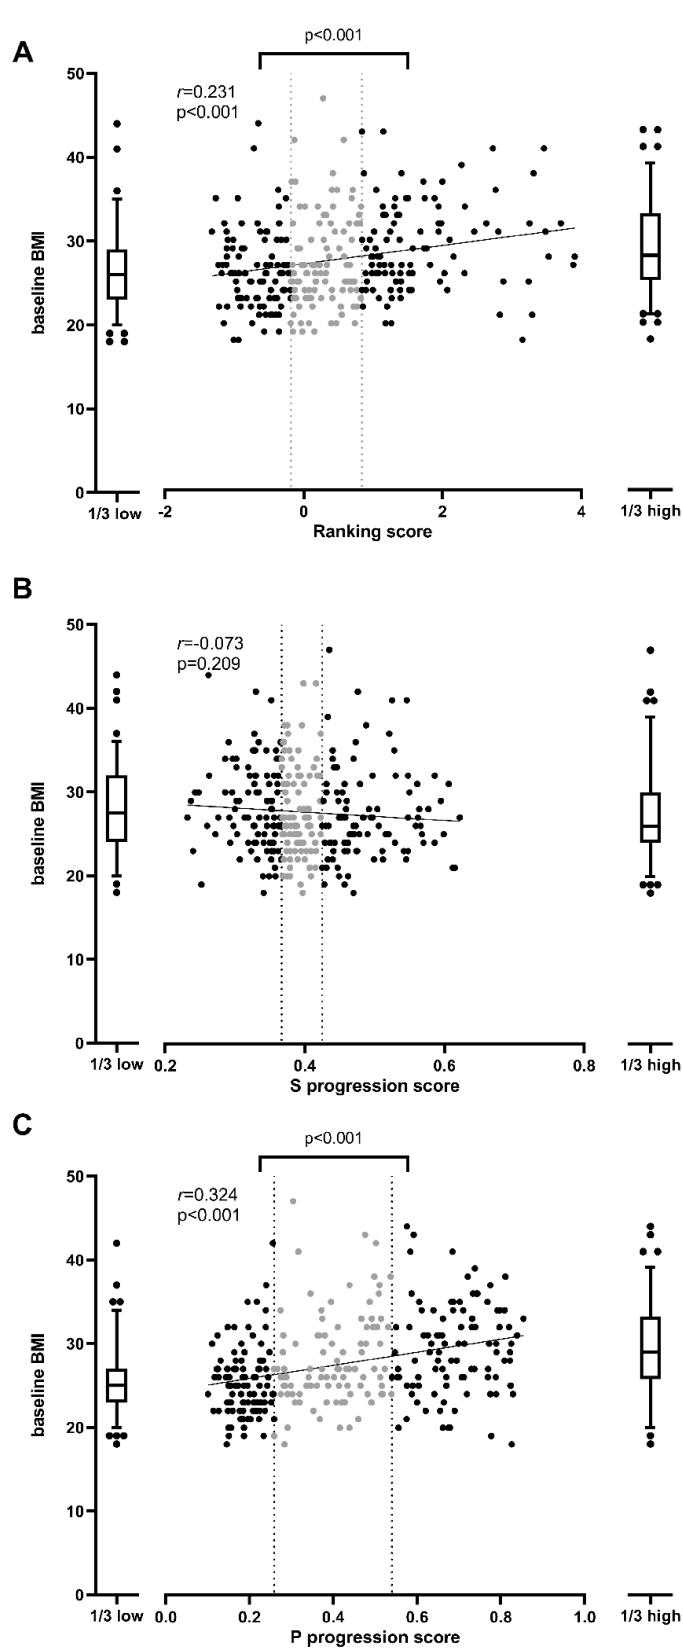 A
p<0.001
r=0.231
p<0.001
50
40
30
20
10
0
baseline BMI
1/3 low
-2
0
2
4
1/3 high
Ranking score
B
r=-0.073
p=0.209
50
40
30
20
10
0
baseline BMI
1/3 low
0.2
0.4
0.6
0.8
1/3 high
S progression score
C
p<0.001
r=0.324
p<0.001
50
40
30
20
10
0
baseline BMI
1/3 low
0.0
0.2
0.4
0.6
0.8
1.0
1/3 high
P progression score